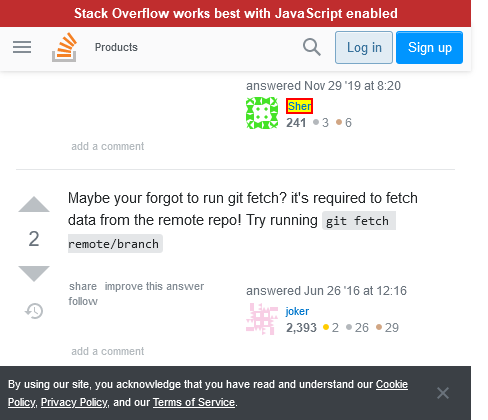 Stack Overflow works best with JavaScript enabled
Products
Log in
Sign up
answered Nov 29 '19 at 8:20
Sher
241 3 6
add a comment
Maybe your forgot to run git fetch? it's required to fetch
data from the remote repo! Try running git fetch
remote/branch
2
share improve this answer
follow
answered Jun 26 '16 at 12:16
joker
2,393 2 26 29
add a comment
By using our site, you acknowledge that you have read and understand our Cookie
Policy, Privacy Policy, and our Terms of Service.